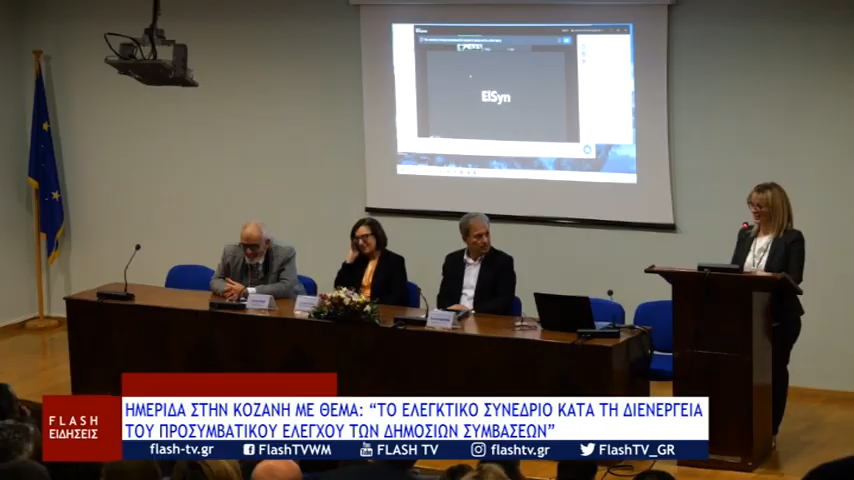 ElSyn
FLASH
ΕΙΔΗΣΕΙΣ
ΗΜΕΡΙΔΑ ΣΤΗΝ ΚΟΖΑΝΗ ΜΕ ΘΕΜΑ: “ΤΟ ΕΛΕΓΚΤΙΚΟ ΣΥΝΕΔΡΙΟ ΚΑΤΑ ΤΗ ΔΙΕΝΕΡΓΕΙΑ
ΤΟΥ ΠΡΟΣΥΜΒΑΤΙΚΟΥ ΕΛΕΓΧΟΥ ΤΩΝ ΔΗΜΟΣΙΩΝ ΣΥΜΒΑΣΕΩΝ”
flash-tv.gr FlashTVWM FLASH TV flashtv.gr FlashTV_GR